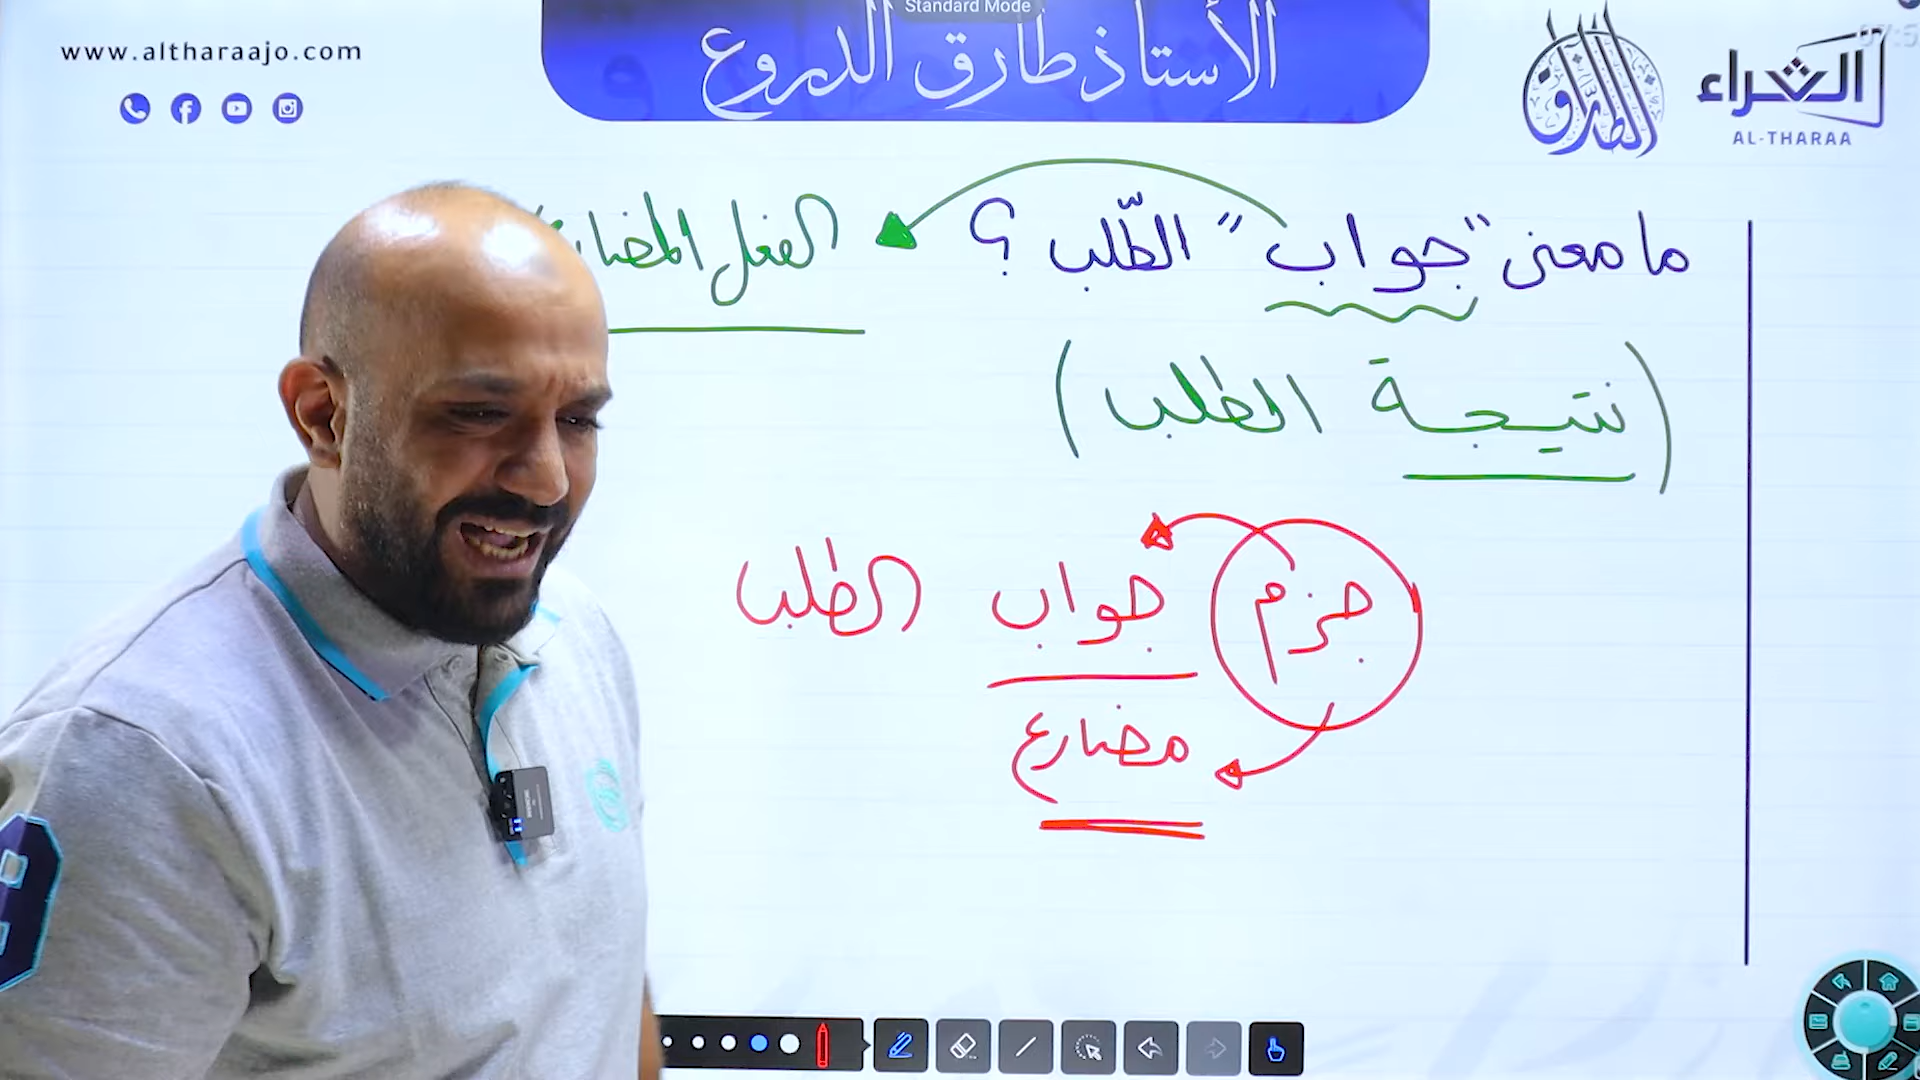 Standard Mode
www.altharaajo.com
الأستاذ طارق الدروع
الثراء
AL-THARAA
ما معنى "جواب" الطّلب ؟
الفعل
(نتيجة الطلب)
جزم جواب الطلب
مضارع